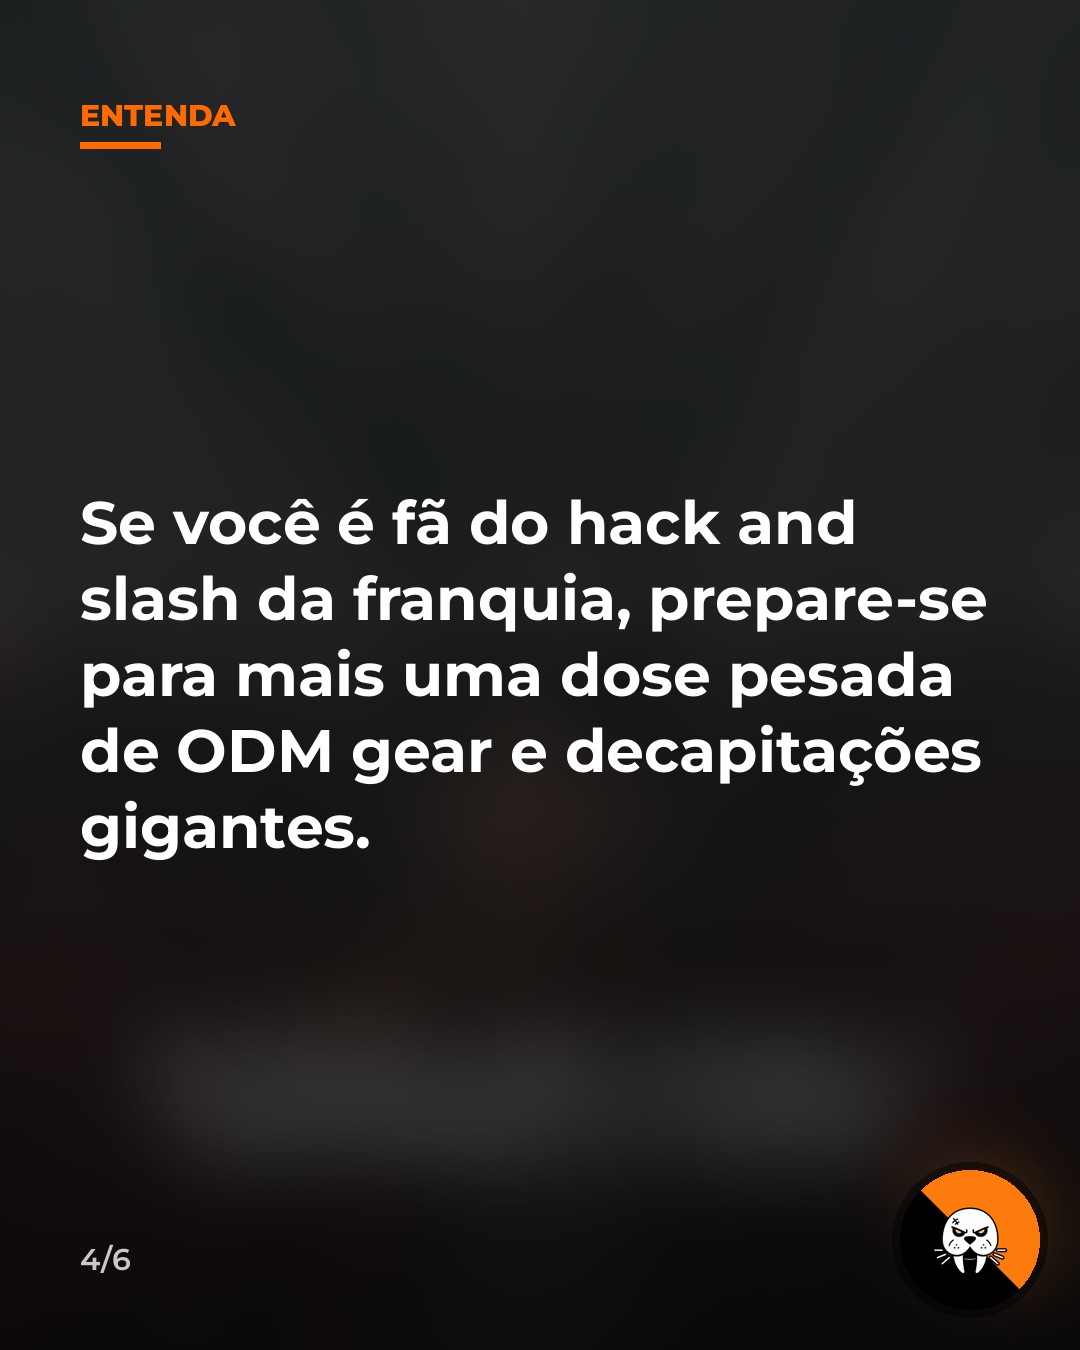 ENTENDA
Se você é fã do hack and
slash da franquia, prepare-se
para mais uma dose pesada
de ODM gear e decapitações
gigantes.
4/6